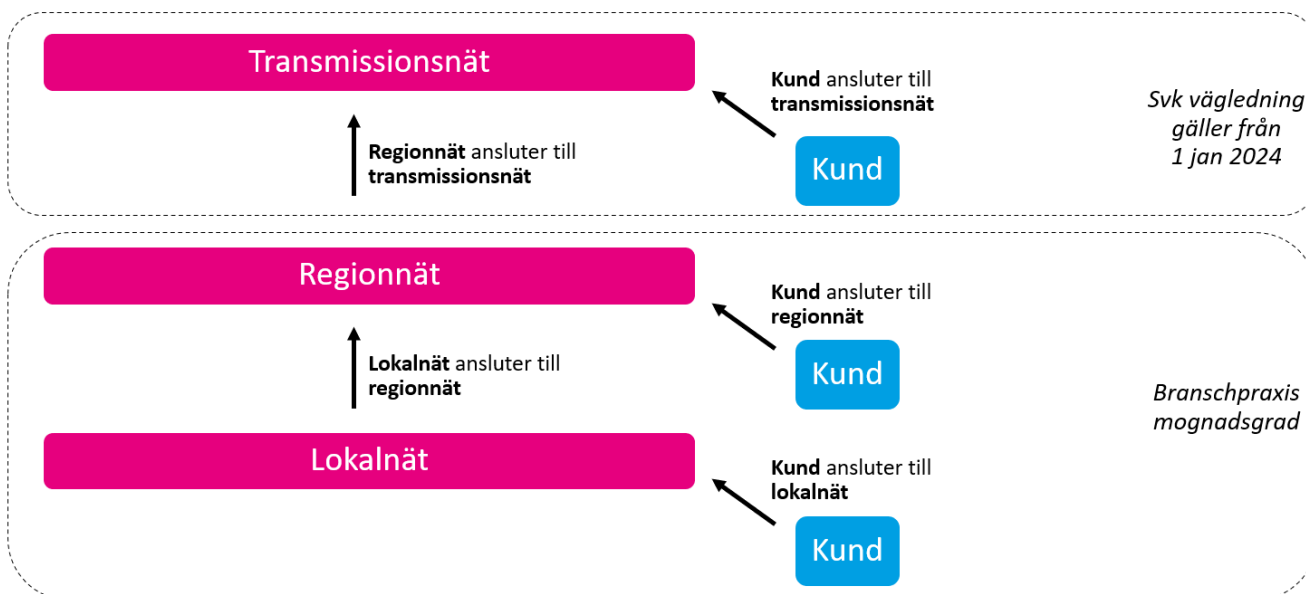 Transmissionsnät
Kund ansluter till
transmissionsnät
Svk vägledning
gäller från
1 jan 2024
Regionnät ansluter till
transmissionsnät
Kund
Regionnät
Kund ansluter till
regionnät
Lokalnät ansluter till
regionnät
Kund
Branschpraxis
mognadsgrad
Lokalnät
Kund ansluter till
lokalnät
Kund